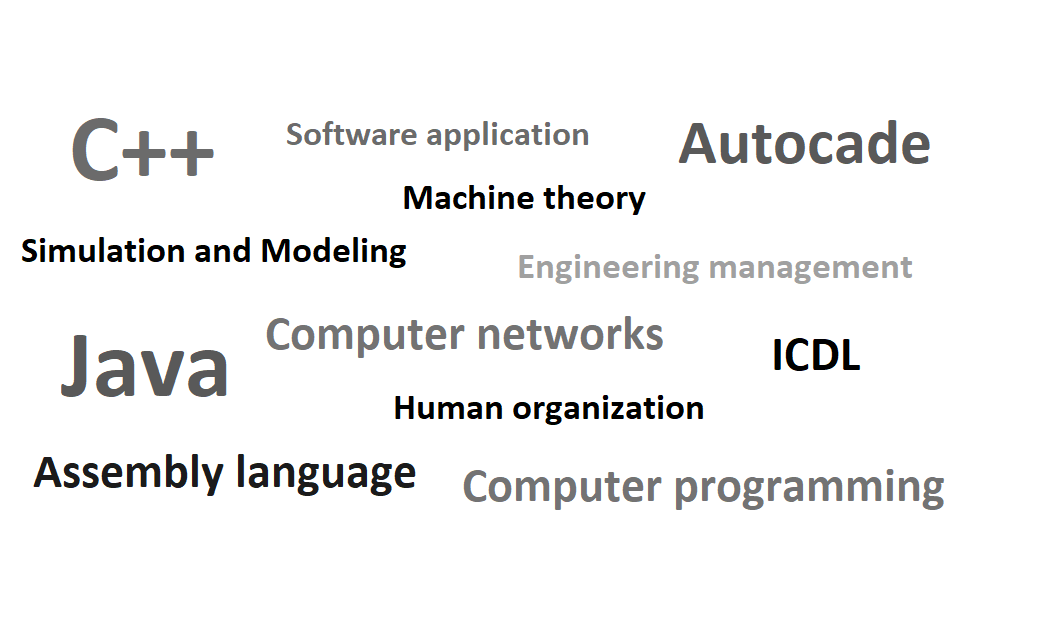 C++
Software application
Autocade
Machine theory
Simulation and Modeling
Engineering management
Computer networks
Java
ICDL
Human organization
Assembly language
Computer programming